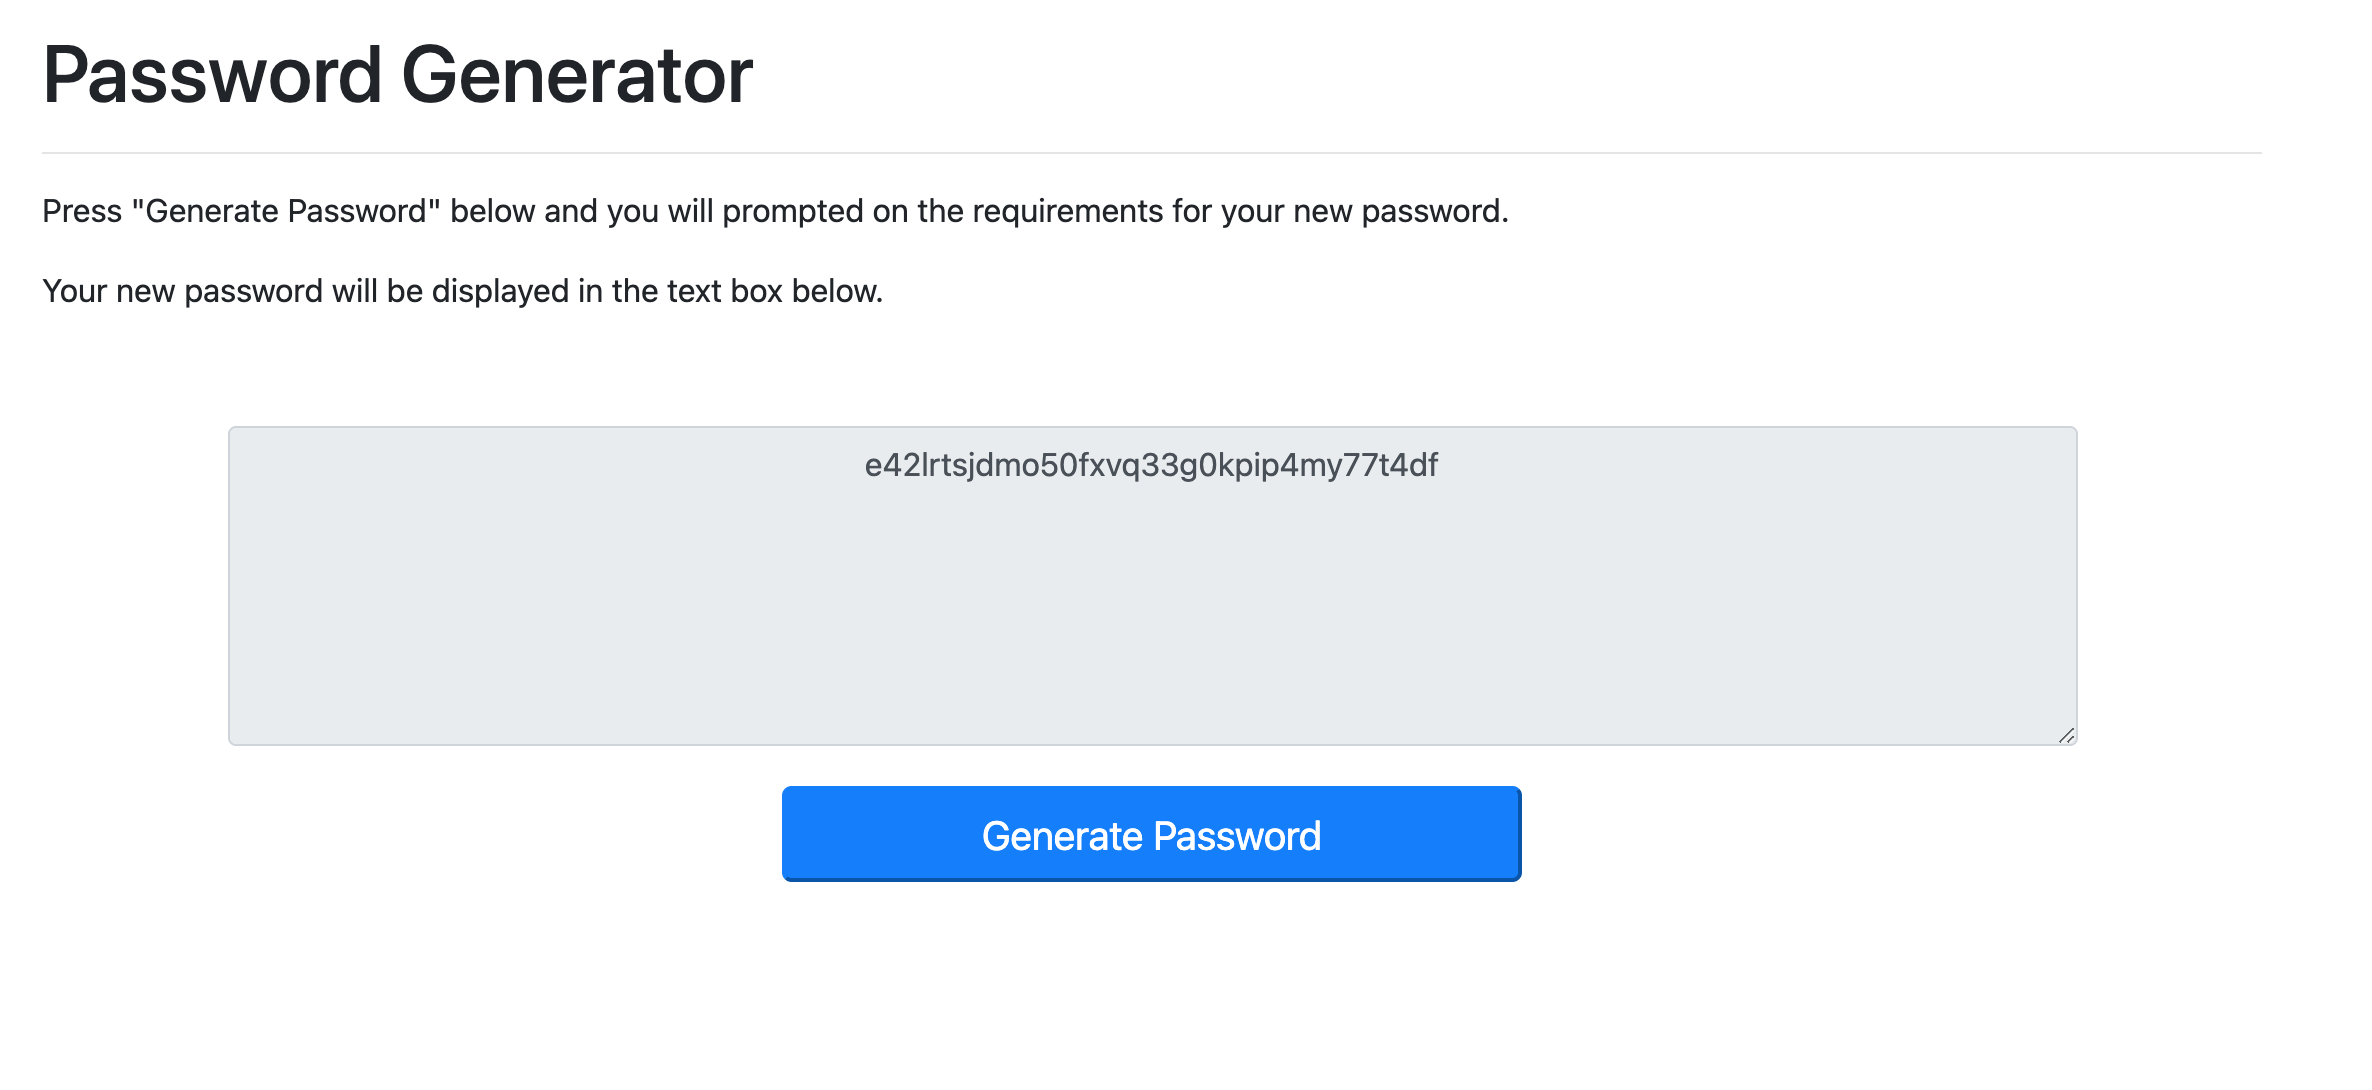 Password Generator
Press "Generate Password" below and you will prompted on the requirements for your new password.
Your new password will be displayed in the text box below.
e42lrtsjdmo50fxvq33g0kpip4my77t4df
Generate Password